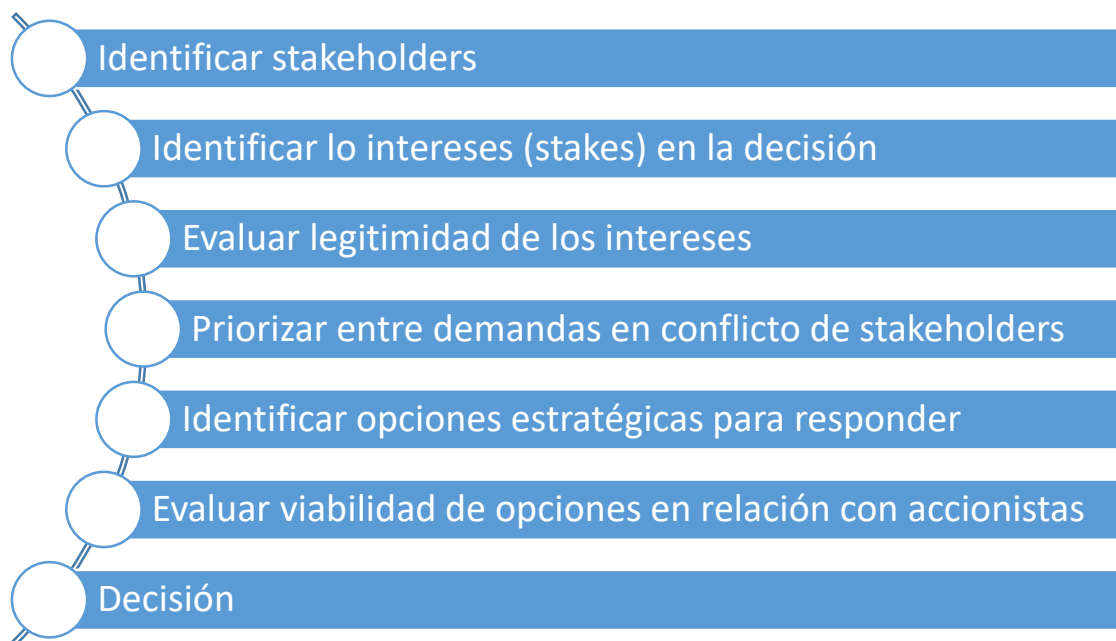 Identificar stakeholders
Identificar lo intereses (stakes) en la decisión
Evaluar legitimidad de los intereses
Priorizar entre demandas en conflicto de stakeholders
Identificar opciones estratégicas para responder
Evaluar viabilidad de opciones en relación con accionistas
Decisión